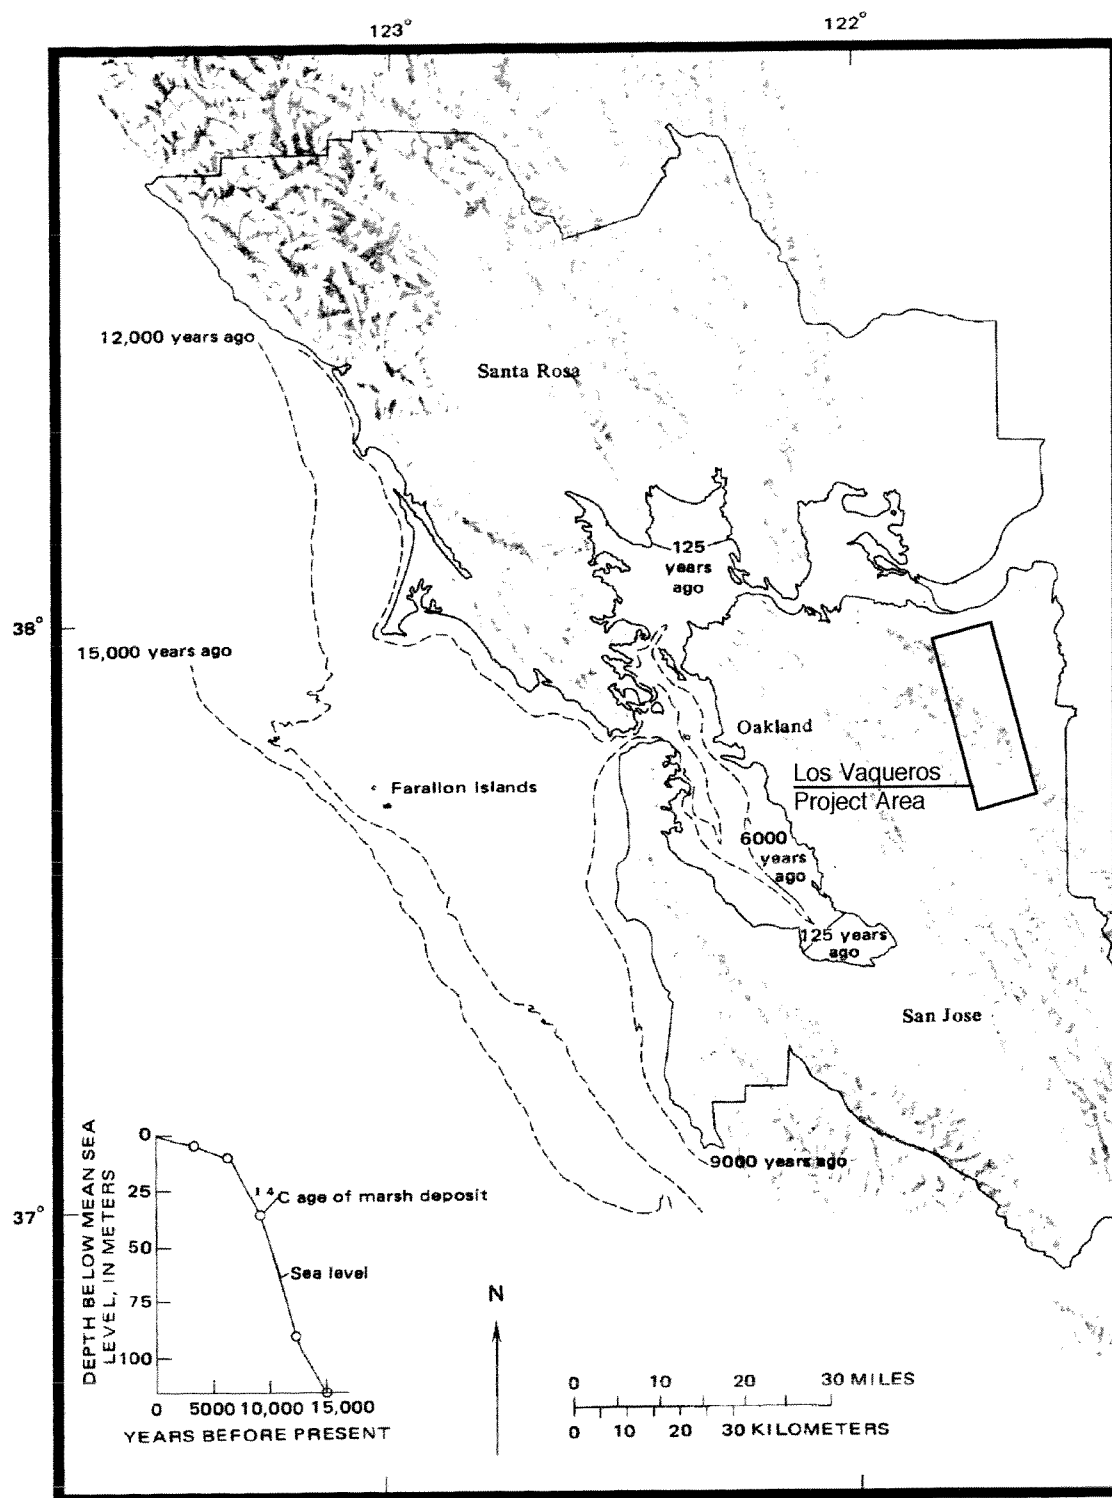 123°
122°
12,000 years ago
Santa Rosa
125
years
ago
38°
15,000 years ago
Oakland
Los Vaqueros
Project Area
Farallon Islands
6000
years
ago
125 years
ago
San Jose
9000 years ago
37°
DEPTH BELOW MEAN SEA
LEVEL, IN METERS
0
25
50
75
100
14C age of marsh deposit
Sea level
0 5000 10,000 15,000
YEARS BEFORE PRESENT
N
0 10 20 30 MILES
0 10 20 30 KILOMETERS